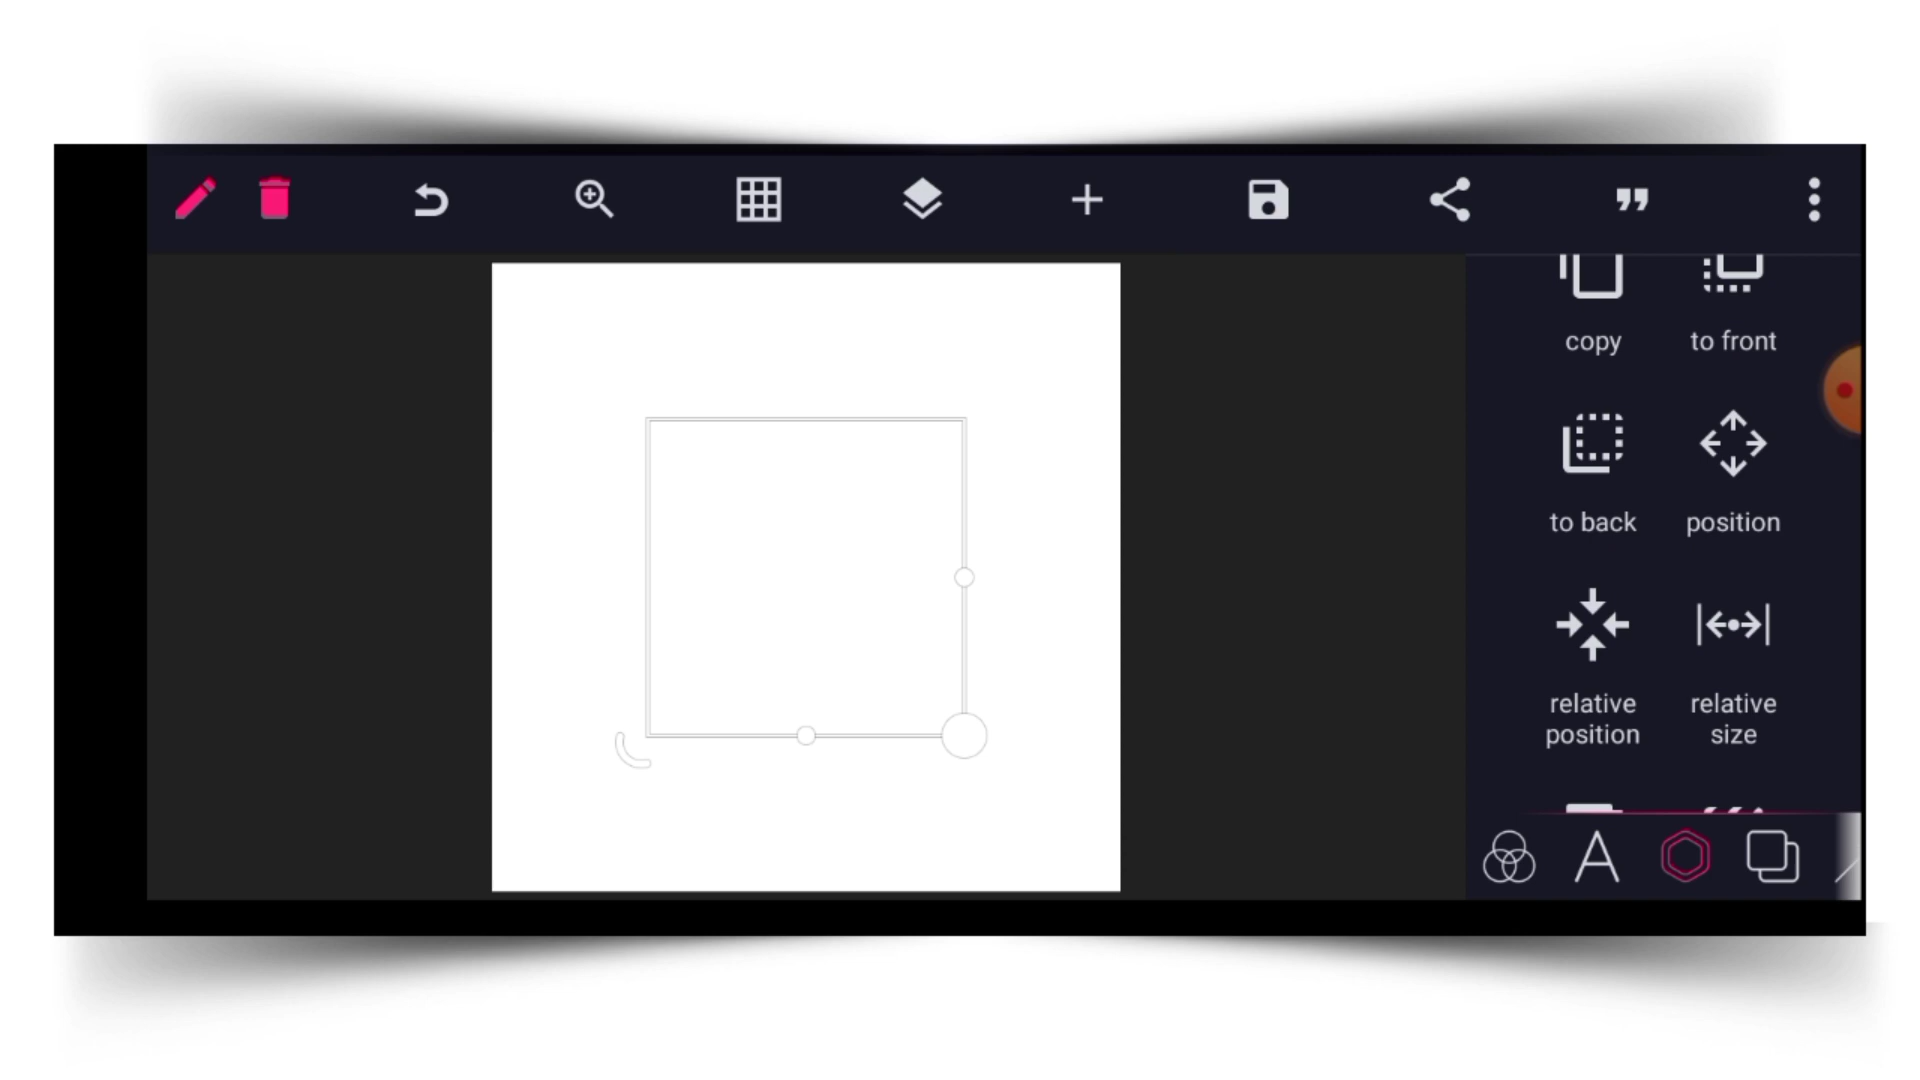 copy
to front
to back
position
relative
position
relative
size